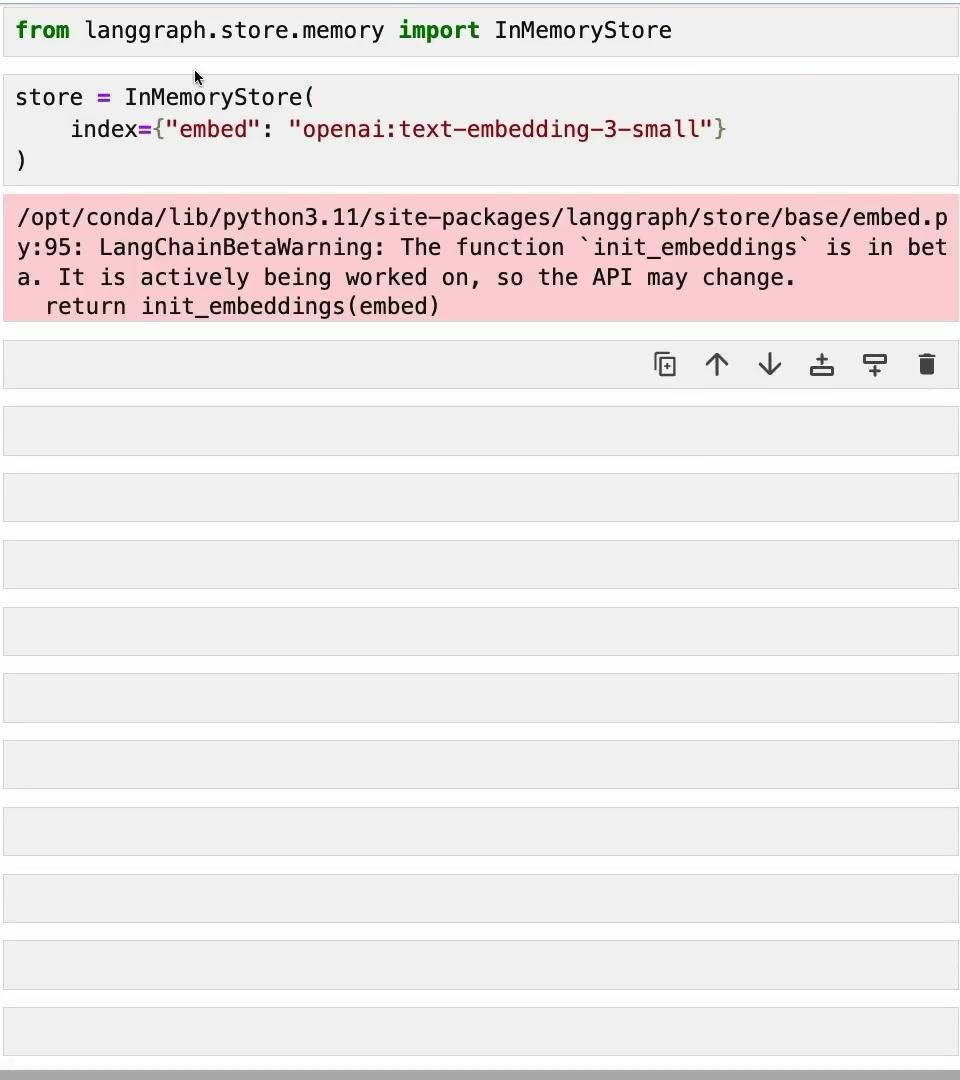 from langgraph.store.memory import InMemoryStore
store = InMemoryStore(
    index={"embed": "openai:text-embedding-3-small"}
)
/opt/conda/lib/python3.11/site-packages/langgraph/store/base/embed.p
y:95: LangChainBetaWarning: The function `init_embeddings` is in bet
a. It is actively being worked on, so the API may change.
  return init_embeddings(embed)